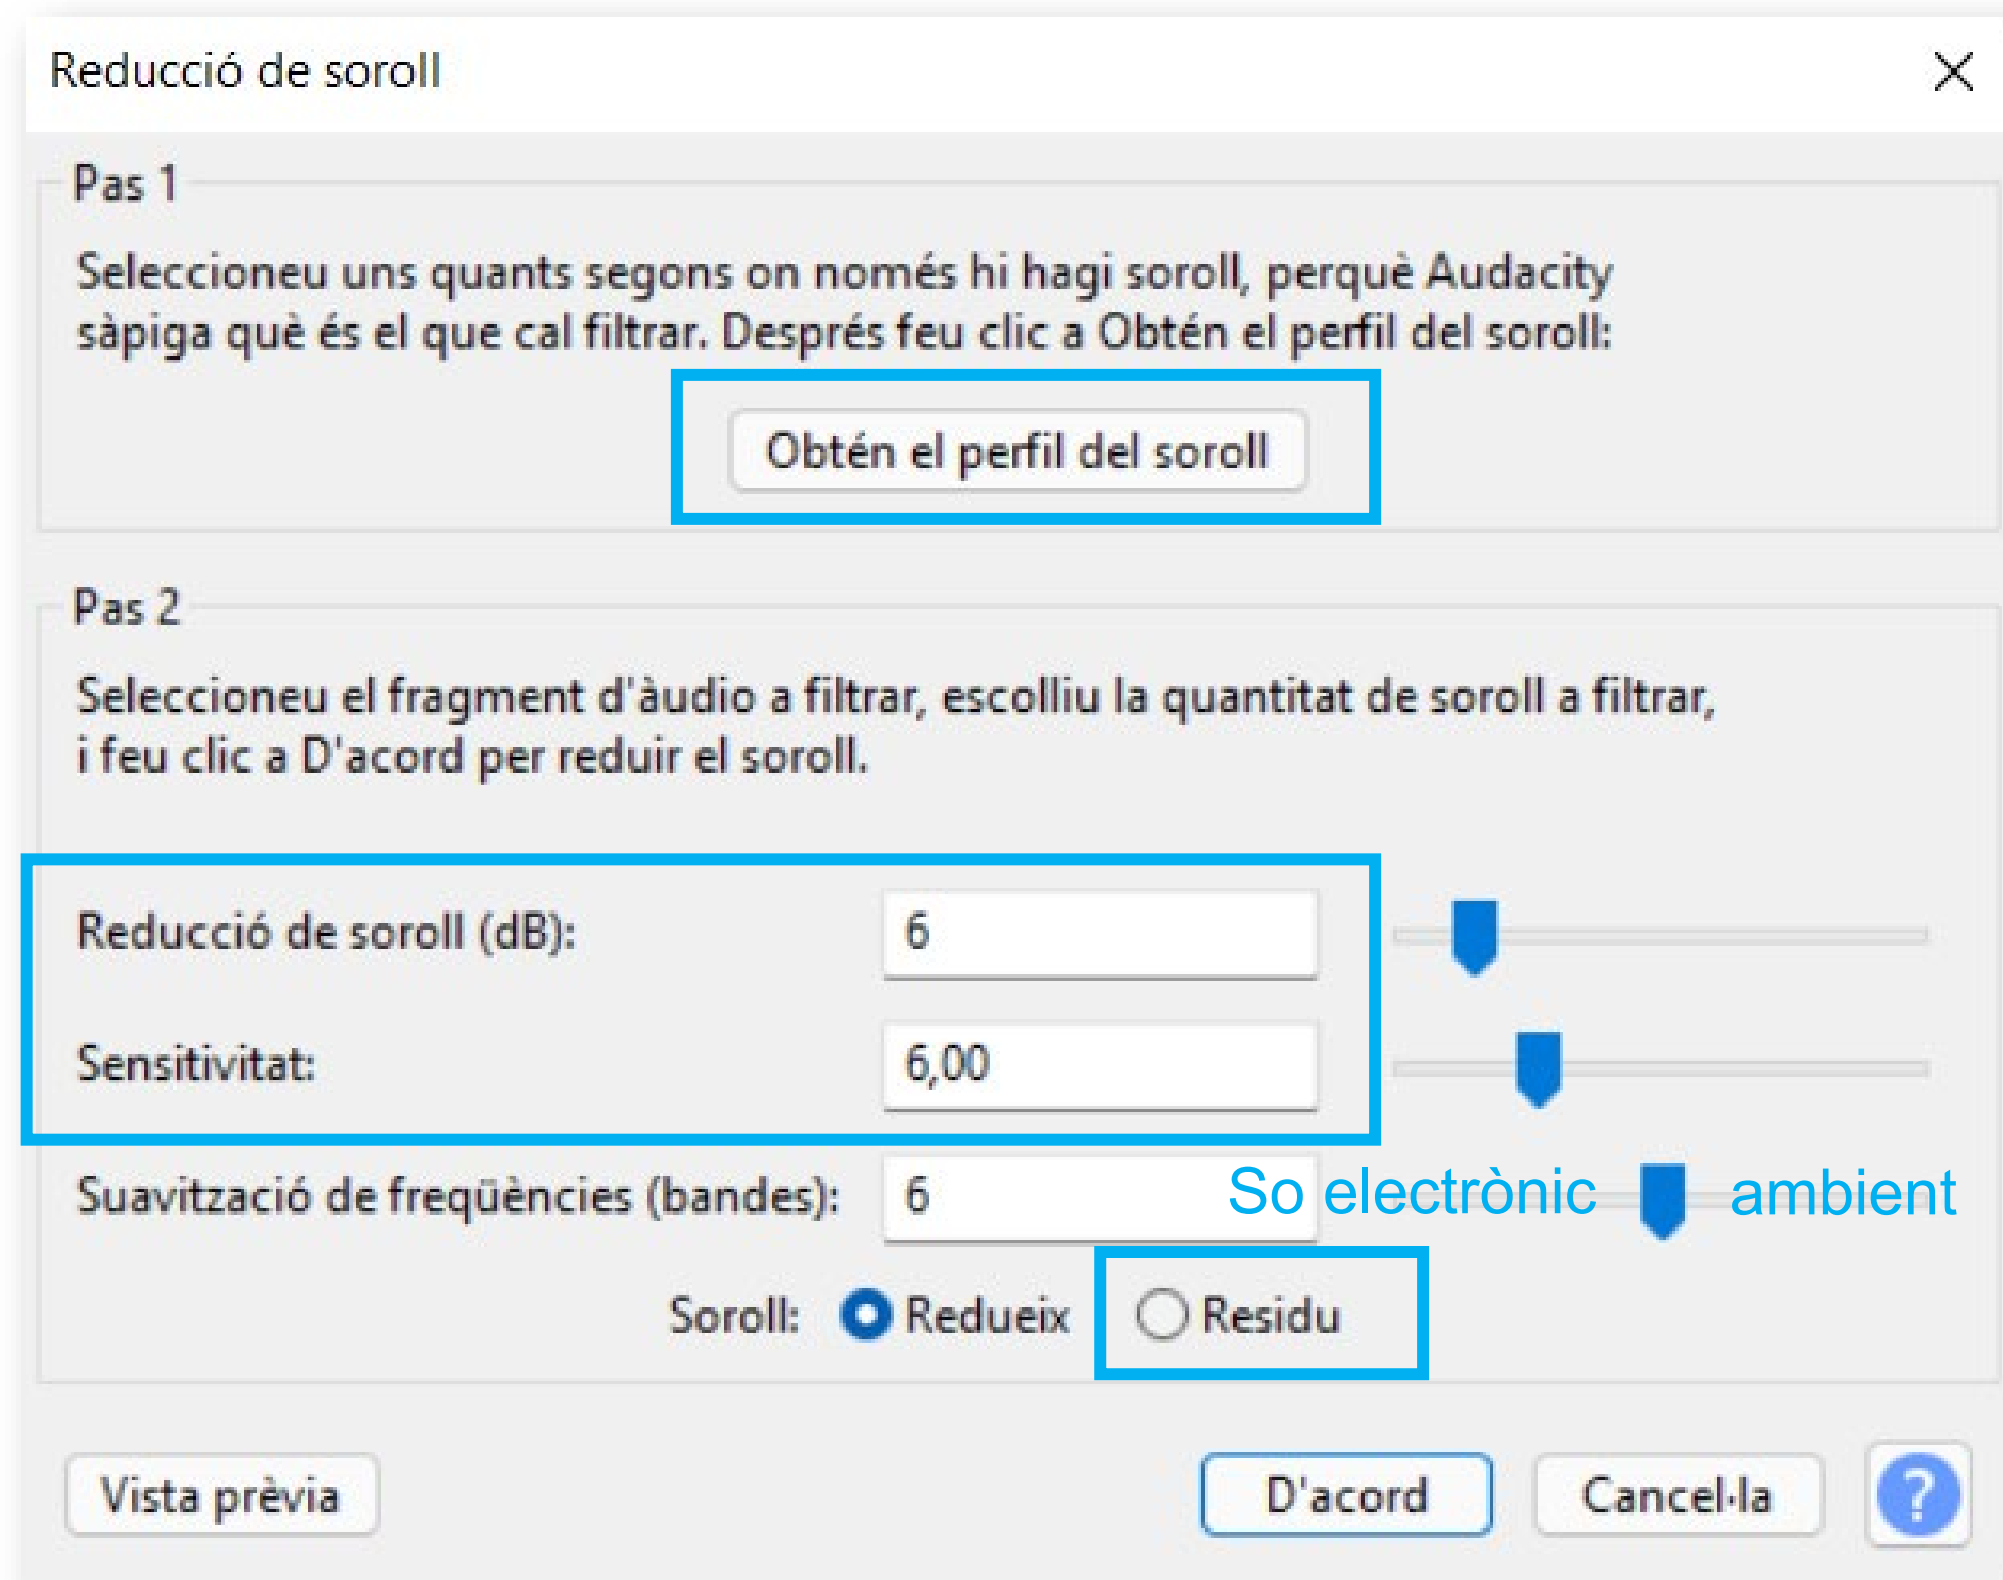 Reducció de soroll
Pas 1
Seleccioneu uns quants segons on només hi hagi soroll, perquè Audacity
sàpiga què és el que cal filtrar. Després feu clic a Obtén el perfil del soroll:
Obtén el perfil del soroll
Pas 2
Seleccioneu el fragment d'àudio a filtrar, escolliu la quantitat de soroll a filtrar,
i feu clic a D'acord per reduir el soroll.
Reducció de soroll (dB): 6
Sensitivitat: 6,00
Suavització de freqüències (bandes): 6 So electrònic ambient
Soroll: Redueix Residu
Vista prèvia D'acord Cancel·la ?